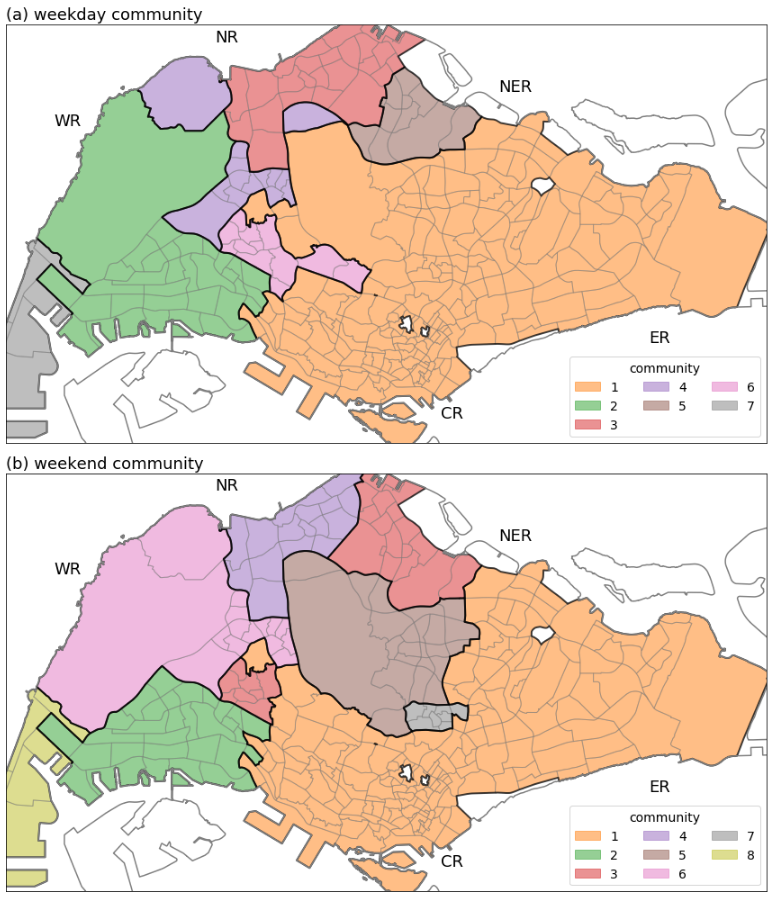 (a) weekday community
NR
NER
WR
ER
CR
community
1 4 6
2 5 7
3
(b) weekend community
NR
NER
WR
ER
CR
community
1 4 7
2 5 8
3 6